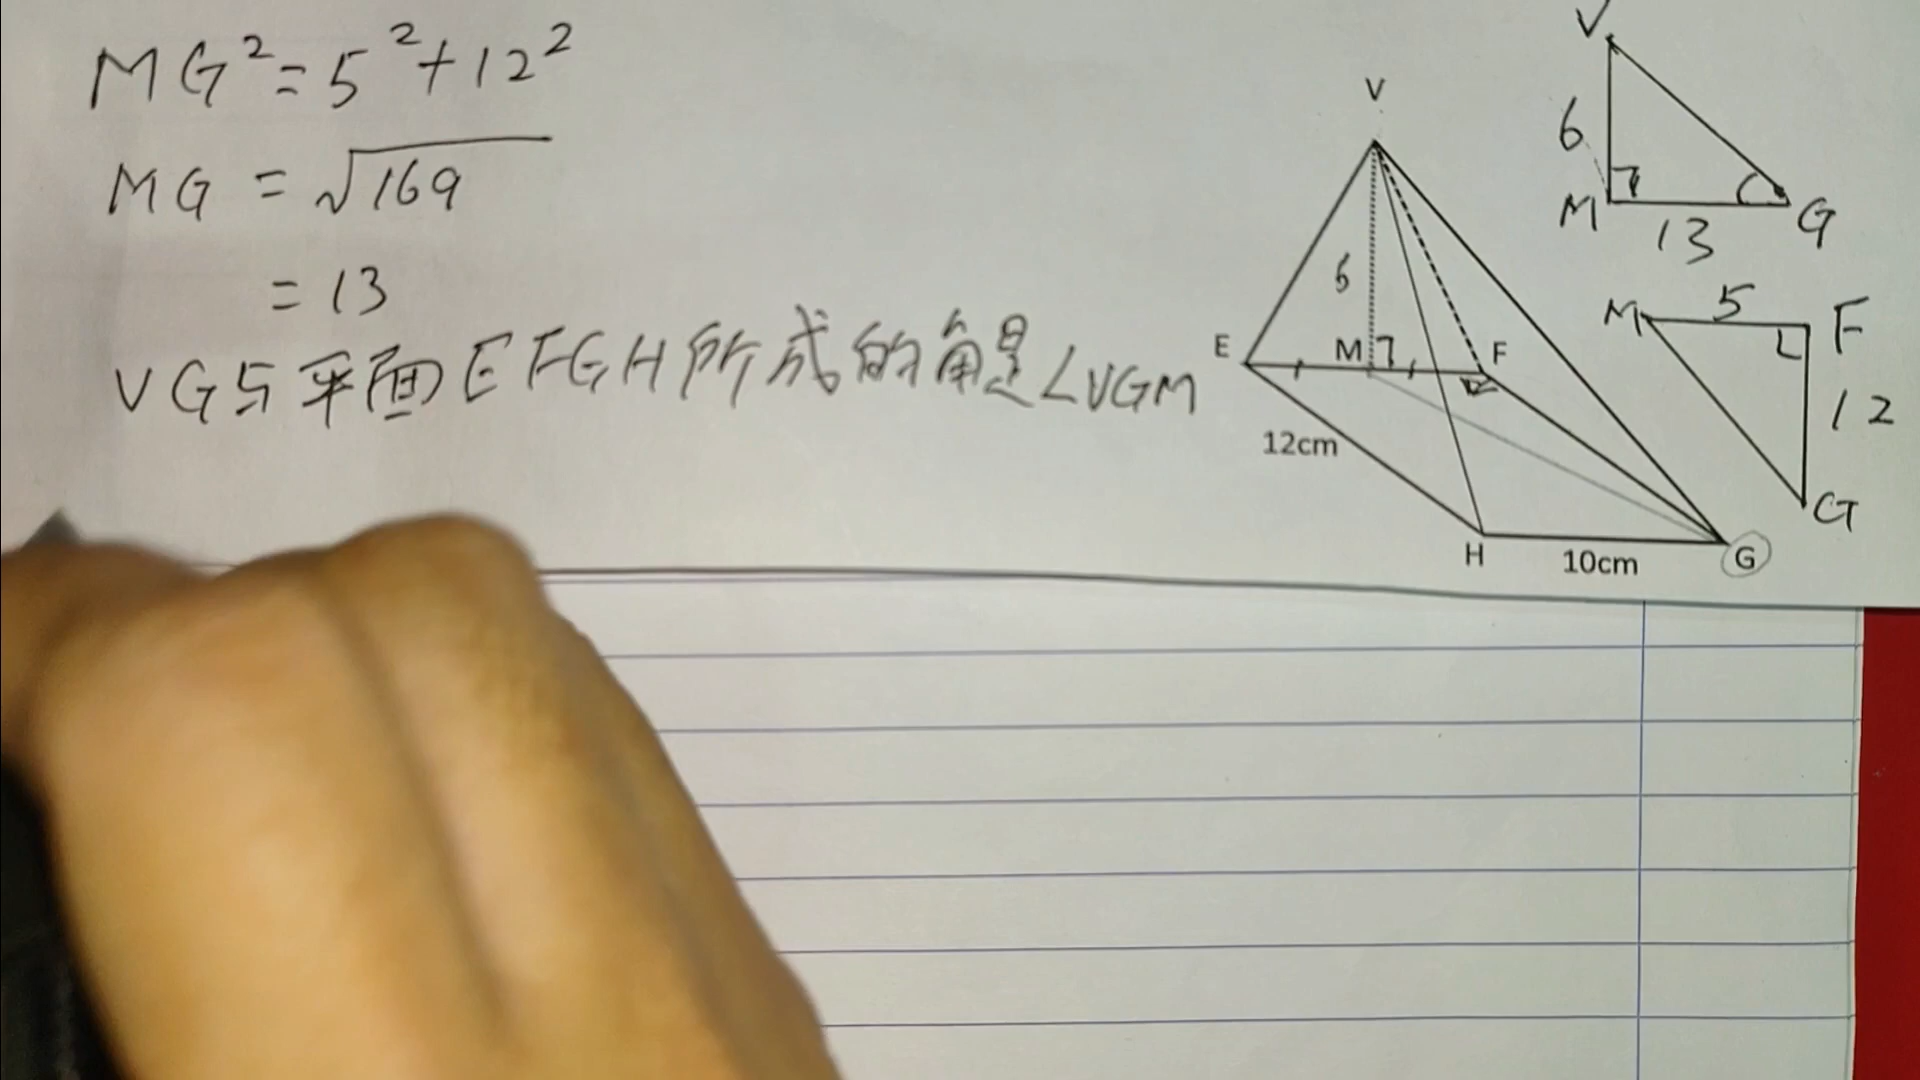 MG²=5²+12²
MG = √169
= 13
VG与平面EFGH所成的角是∠VGM
V
6
M
13
G
V
6
E
M
F
12cm
H
10cm
G
M
5
F
12
G